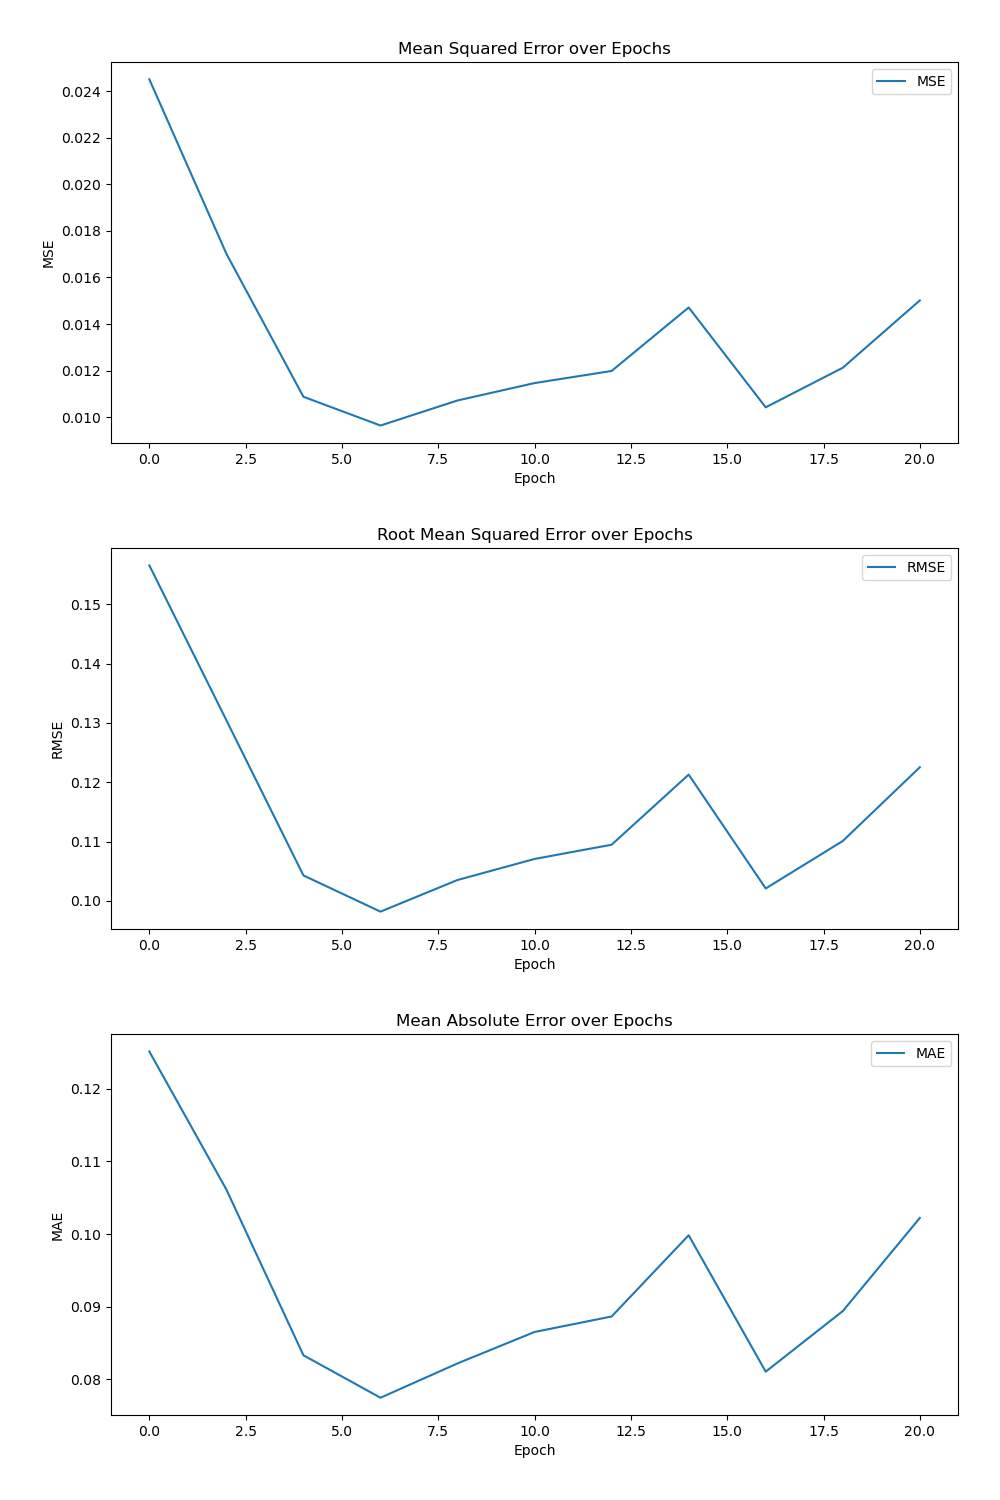 Mean Squared Error over Epochs
MSE
0.024
0.022
0.020
0.018
0.016
0.014
0.012
0.010
MSE
0.0 2.5 5.0 7.5 10.0 12.5 15.0 17.5 20.0
Epoch
Root Mean Squared Error over Epochs
RMSE
0.15
0.14
0.13
0.12
0.11
0.10
RMSE
0.0 2.5 5.0 7.5 10.0 12.5 15.0 17.5 20.0
Epoch
Mean Absolute Error over Epochs
MAE
0.12
0.11
0.10
0.09
0.08
MAE
0.0 2.5 5.0 7.5 10.0 12.5 15.0 17.5 20.0
Epoch